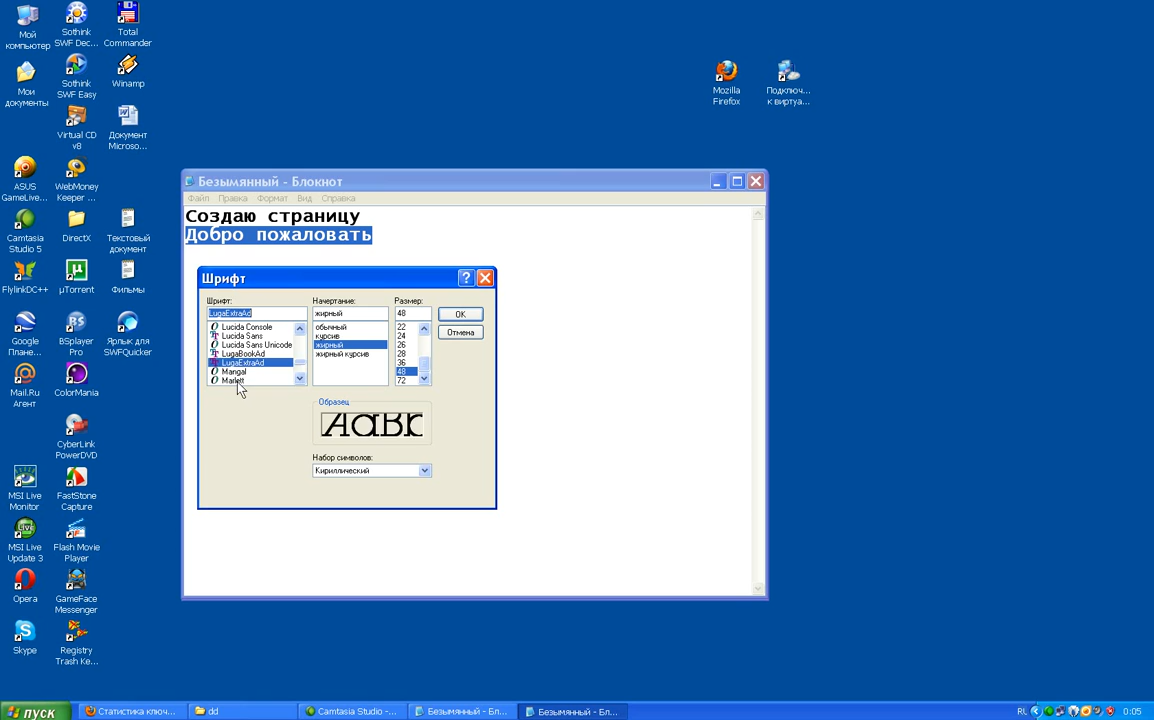 Мой
компьютер
Sothink
SWF Dec...
Total
Commander
Мои
документы
Sothink
SWF Easy
Winamp
Mozilla
Firefox
Подключ...
к виртуа...
Virtual CD
v8
Документ
Microso...
ASUS
GameLive...
WebMoney
Keeper ...
Camtasia
Studio 5
DirectX
Текстовый
документ
FlylinkDC++
µTorrent
Фильмы
Google
Плане...
BSplayer
Pro
Ярлык для
SWFQuicker
Mail.Ru
Агент
ColorMania
CyberLink
PowerDVD
MSI Live
Monitor
FastStone
Capture
MSI Live
Update 3
Flash Movie
Player
Opera
GameFace
Messenger
Skype
Registry
Trash Ke...
Безымянный - Блокнот
Файл Правка Формат Вид Справка
Создаю страницу
Добро пожаловать
Шрифт
Шрифт: Начертание: Размер:
LugaExtraAd жирный 48 OK
Lucida Console обычный 22
Lucida Sans курсив 24 Отмена
Lucida Sans Unicode жирный 26
LugaBookAd жирный курсив 28
LugaExtraAd 36
Mangal 48
Marlett 72
Образец
АаВb
Набор символов:
Кириллический
пуск Статистика ключ... dd Camtasia Studio -... Безымянный - Бл... Безымянный - Бл... RU 0:05